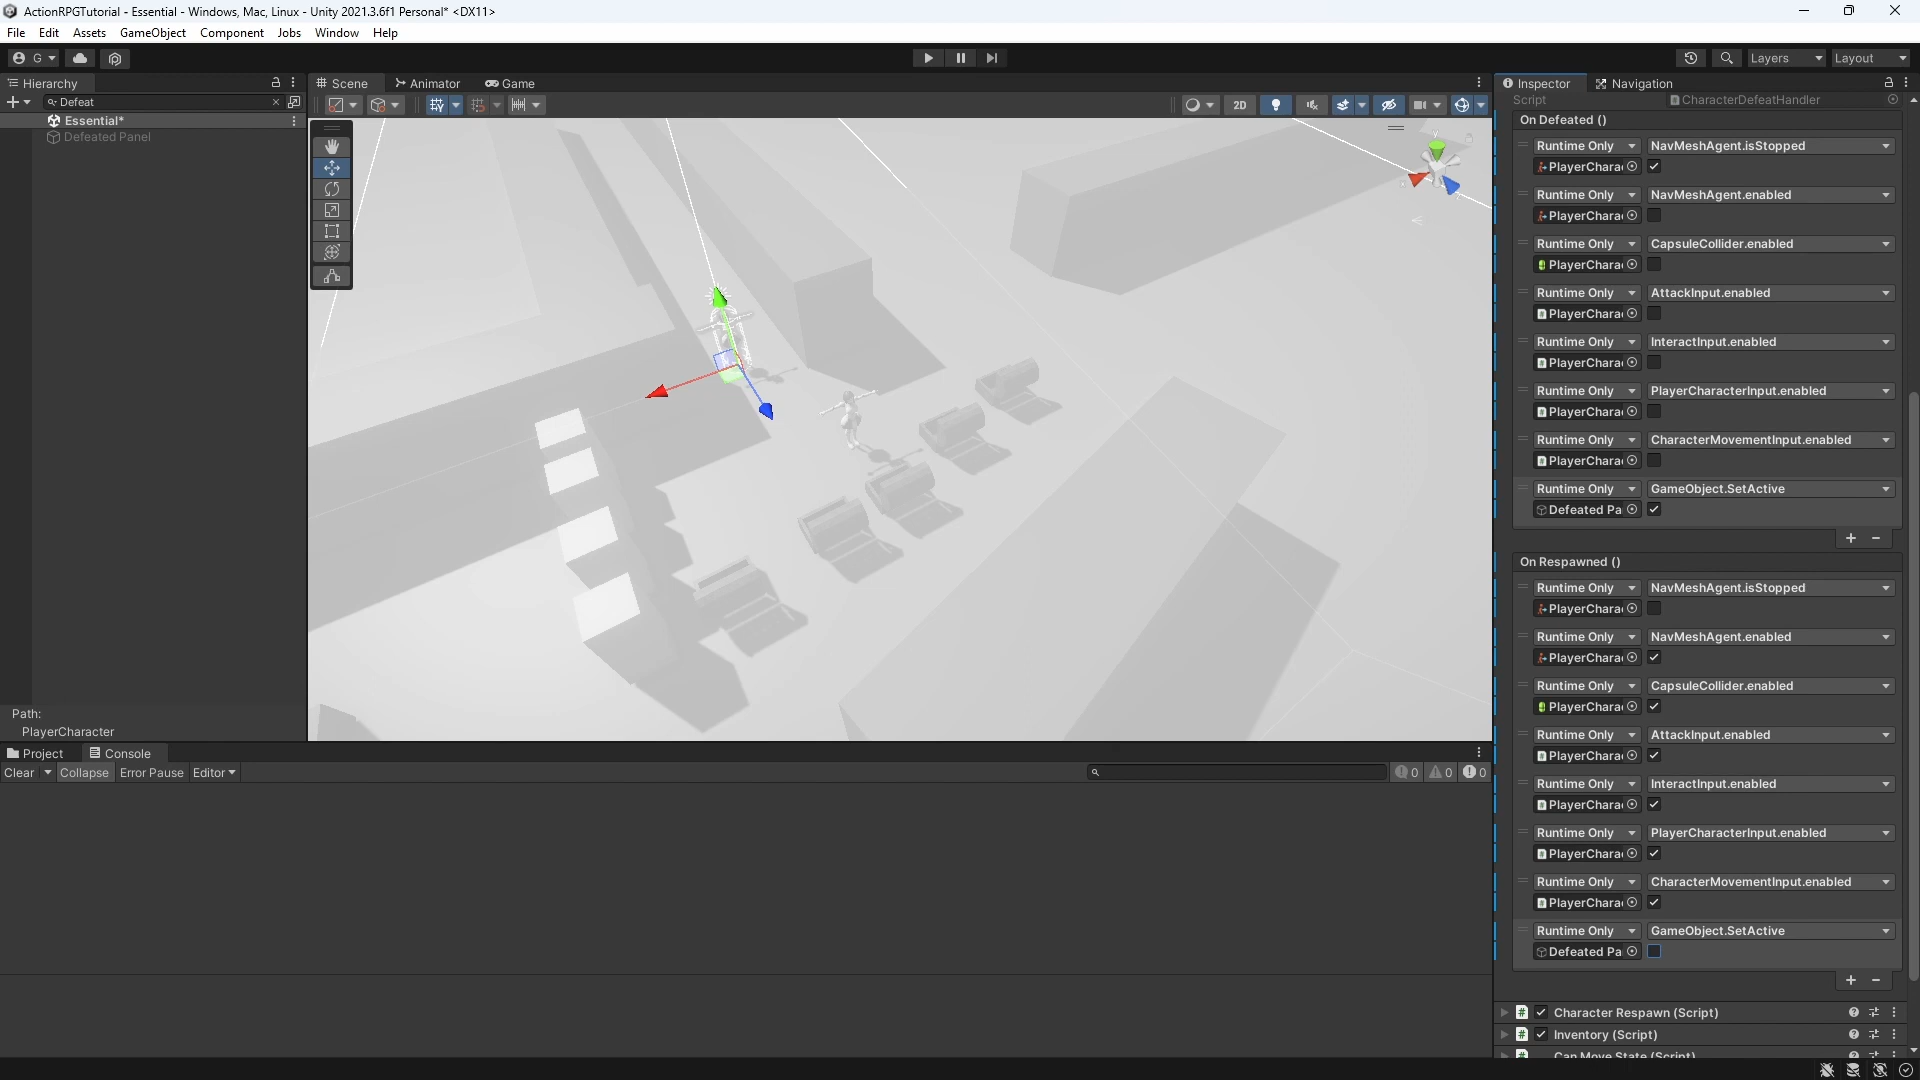 ActionRPGTutorial - Essential - Windows, Mac, Linux - Unity 2021.3.6f1 Personal* <DX11>
File Edit Assets GameObject Component Jobs Window Help
G Layers Layout
Hierarchy Scene Animator Game Inspector Navigation
Defeat
2D
Essential*
Defeated Panel
Script CharacterDefeatHandler
On Defeated ()
Runtime Only NavMeshAgent.isStopped
PlayerChara
Runtime Only NavMeshAgent.enabled
PlayerChara
Runtime Only CapsuleCollider.enabled
PlayerChara
Runtime Only AttackInput.enabled
PlayerChara
Runtime Only InteractInput.enabled
PlayerChara
Runtime Only PlayerCharacterInput.enabled
PlayerChara
Runtime Only CharacterMovementInput.enabled
PlayerChara
Runtime Only GameObject.SetActive
Defeated Pa
+ −
On Respawned ()
Runtime Only NavMeshAgent.isStopped
PlayerChara
Runtime Only NavMeshAgent.enabled
PlayerChara
Runtime Only CapsuleCollider.enabled
PlayerChara
Runtime Only AttackInput.enabled
PlayerChara
Runtime Only InteractInput.enabled
PlayerChara
Runtime Only PlayerCharacterInput.enabled
PlayerChara
Runtime Only CharacterMovementInput.enabled
PlayerChara
Runtime Only GameObject.SetActive
Defeated Pa
+ −
Character Respawn (Script)
Inventory (Script)
Can Move State (Script)
Path:
PlayerCharacter
Project Console
Clear Collapse Error Pause Editor
0 0 0